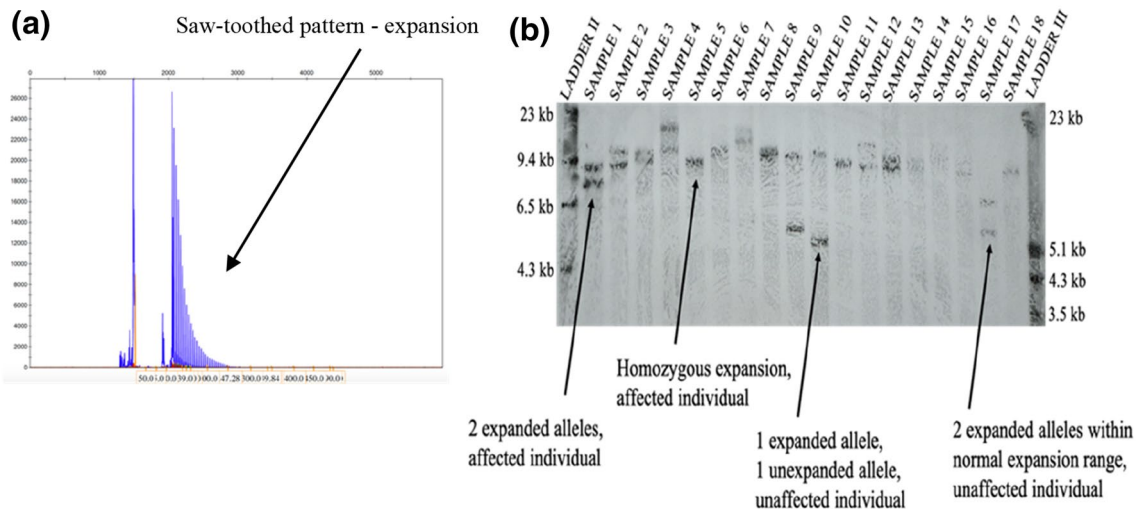 (a)
Saw-toothed pattern - expansion
0 1000 2000 3000 4000 5000
26000
24000
22000
20000
18000
16000
14000
12000
10000
8000
6000
4000
2000
0
(b)
LADDER II
SAMPLE 1
SAMPLE 2
SAMPLE 3
SAMPLE 4
SAMPLE 5
SAMPLE 6
SAMPLE 7
SAMPLE 8
SAMPLE 9
SAMPLE 10
SAMPLE 11
SAMPLE 12
SAMPLE 13
SAMPLE 14
SAMPLE 15
SAMPLE 16
SAMPLE 17
SAMPLE 18
LADDER III
23 kb
9.4 kb
6.5 kb
4.3 kb
23 kb
5.1 kb
4.3 kb
3.5 kb
2 expanded alleles,
affected individual
Homozygous expansion,
affected individual
1 expanded allele,
1 unexpanded allele,
unaffected individual
2 expanded alleles within
normal expansion range,
unaffected individual